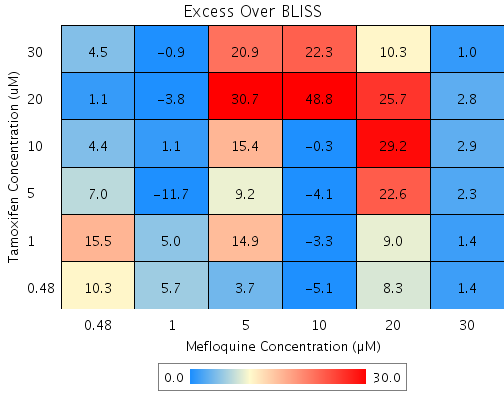 Excess Over BLISS
Tamoxifen Concentration (uM)
30 4.5 −0.9 20.9 22.3 10.3 1.0
20 1.1 −3.8 30.7 48.8 25.7 2.8
10 4.4 1.1 15.4 −0.3 29.2 2.9
5 7.0 −11.7 9.2 −4.1 22.6 2.3
1 15.5 5.0 14.9 −3.3 9.0 1.4
0.48 10.3 5.7 3.7 −5.1 8.3 1.4
0.48 1 5 10 20 30
Mefloquine Concentration (μM)
0.0 30.0